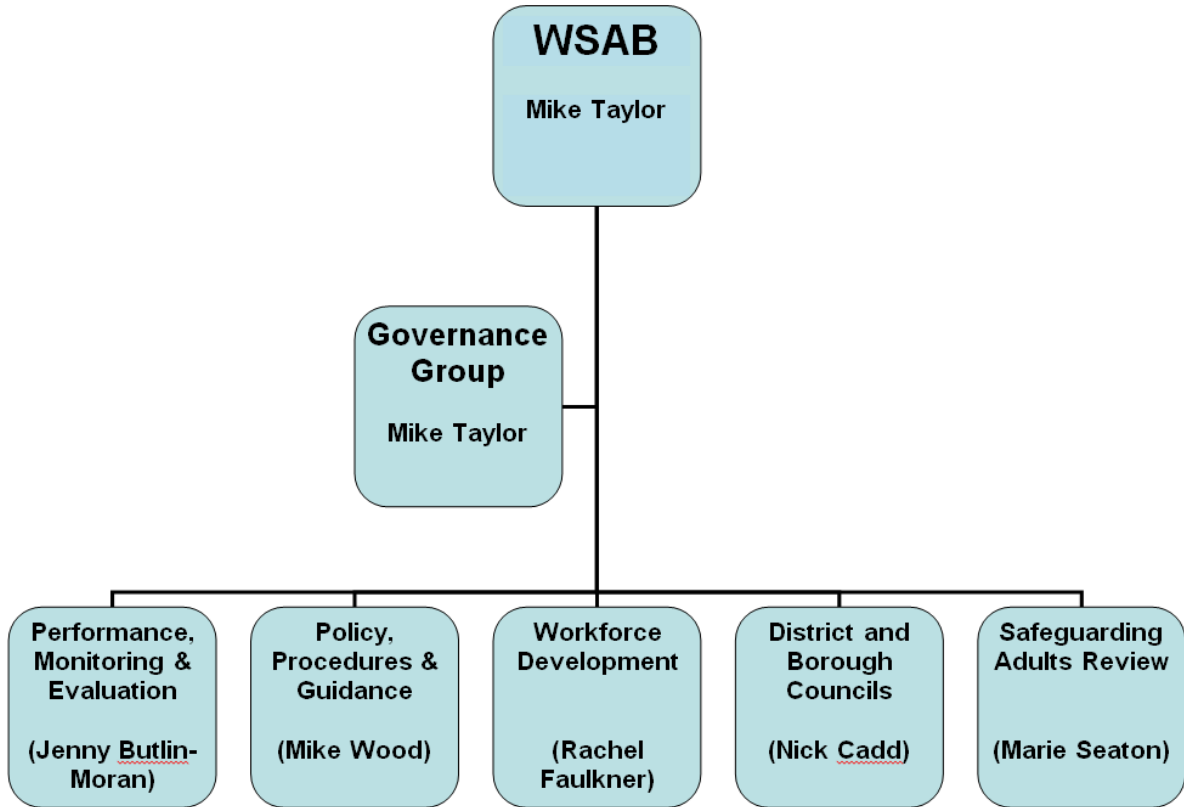 WSAB
Mike Taylor
Governance
Group
Mike Taylor
Performance,
Monitoring &
Evaluation
(Jenny Butlin-
Moran)
Policy,
Procedures &
Guidance
(Mike Wood)
Workforce
Development
(Rachel
Faulkner)
District and
Borough
Councils
(Nick Cadd)
Safeguarding
Adults Review
(Marie Seaton)